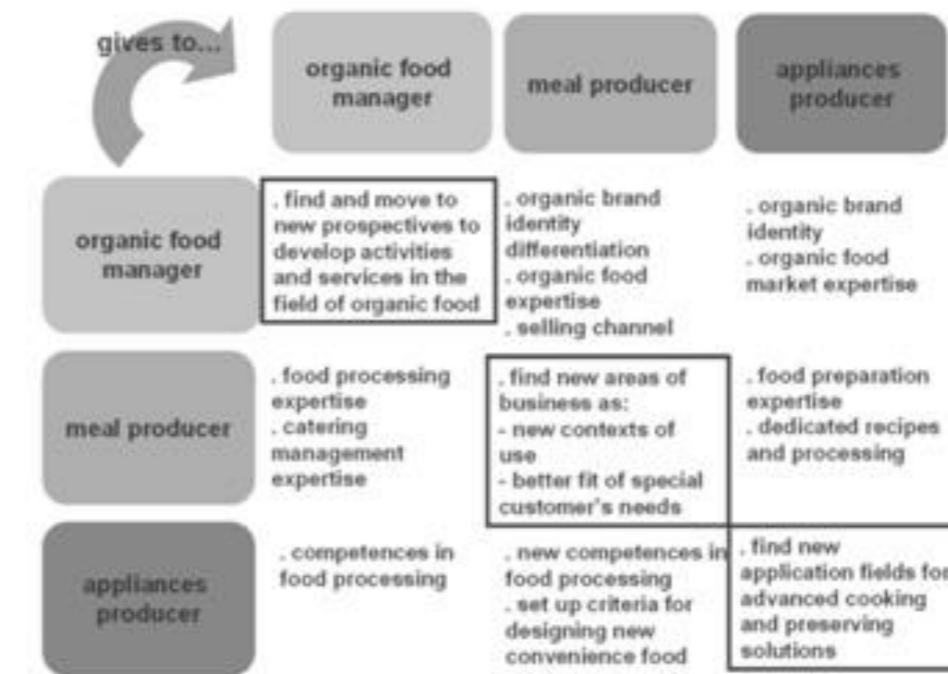 gives to...
organic food
manager
meal producer
appliances
producer
organic food
manager
. find and move to
new prospectives to
develop activities
and services in the
field of organic food
. organic brand
identity
differentiation
. organic food
expertise
. selling channel
. organic brand
identity
. organic food
market expertise
meal producer
. food processing
expertise
. catering
management
expertise
. find new areas of
business as:
- new contexts of
use
- better fit of special
customer's needs
. food preparation
expertise
. dedicated recipes
and processing
appliances
producer
. competences in
food processing
. new competences in
food processing
. set up criteria for
designing new
convenience food
. find new
application fields for
advanced cooking
and preserving
solutions